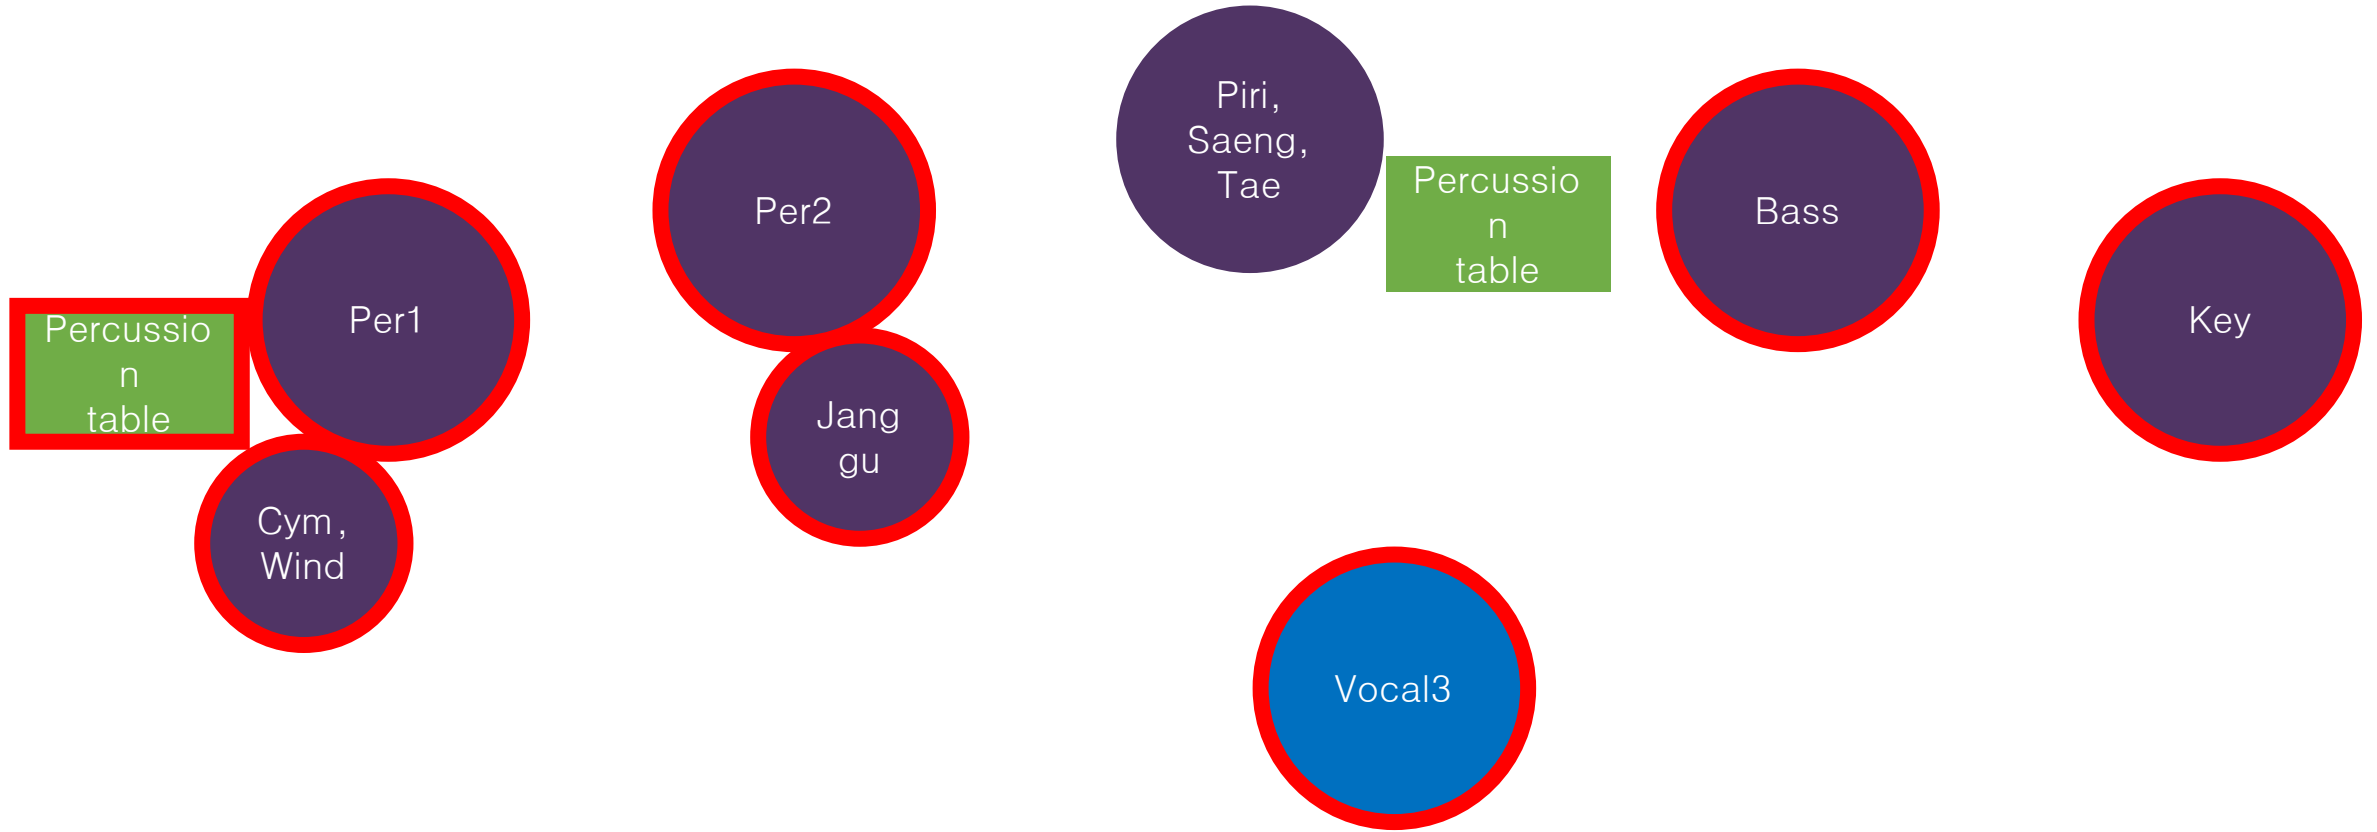 Piri,
Saeng,
Tae
Per2
Percussio
n
table
Bass
Per1
Key
Percussio
n
table
Jang
gu
Cym,
Wind
Vocal3